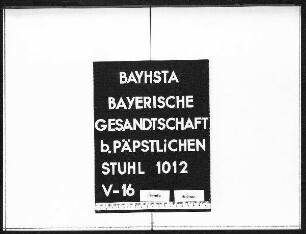 BAYHSTA
BAYERISCHE
GESANDTSCHAFT
b. PÄPSTLiCHEN
STUHL 1012
V-16